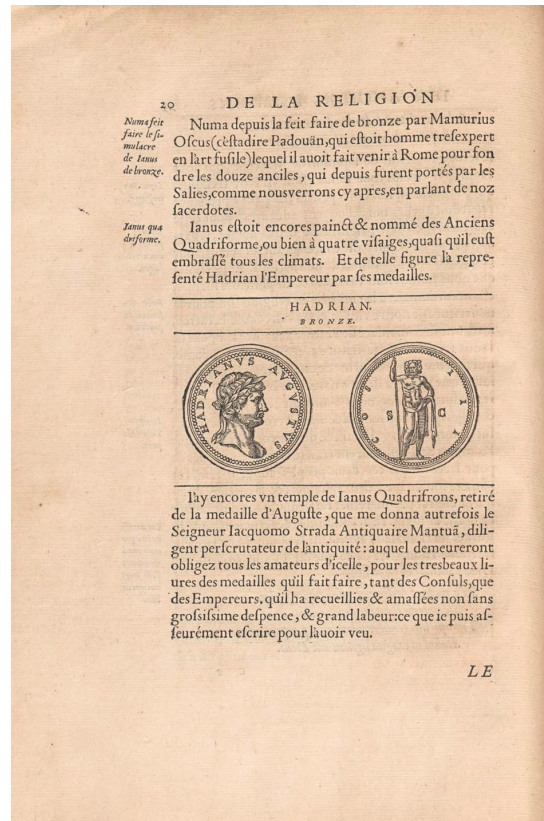 20 DE LA RELIGION
Numa feit
faire le si-
mulacre
de Ianus
de bronze.
Numa depuis la feit faire de bronze par Mamurius
Oſcus(c'eſtadire Padouän,qui eſtoit homme treſexpert
en l'art fuſile)lequel il auoit fait venir à Rome pour fon
dre les douze anciles, qui depuis furent portés par les
Salies,comme nousverrons cy apres,en parlant de noz
ſacerdotes.
Ianus qua
driforme.
Ianus eſtoit encores painct & nommé des Anciens
Quadriforme,ou bien à quatre viſaiges,quaſi quil euſt
embraſſé tous les climats. Et de telle figure là repre-
ſenté Hadrian l'Empereur par ſes medailles.
HADRIAN.
BRONZE.
HADRIANVS AVGVSTVS
COS III
S C
I'ay encores vn temple de Ianus Quadrifrons, retiré
de la medaille d'Auguſte, que me donna autrefois le
Seigneur Iacquomo Strada Antiquaire Mantuã, dili-
gent perſcrutateur de lantiquité: auquel demeureront
obligez tous les amateurs d'icelle, pour les tresbeaux li-
ures des medailles quil fait faire, tant des Conſuls,que
des Empereurs, quil ha recueillies & amaſſées non ſans
groſsiſsime deſpence, & grand labeur:ce que ie puis aſ-
ſeurément eſcrire pour lauoir veu.
LE